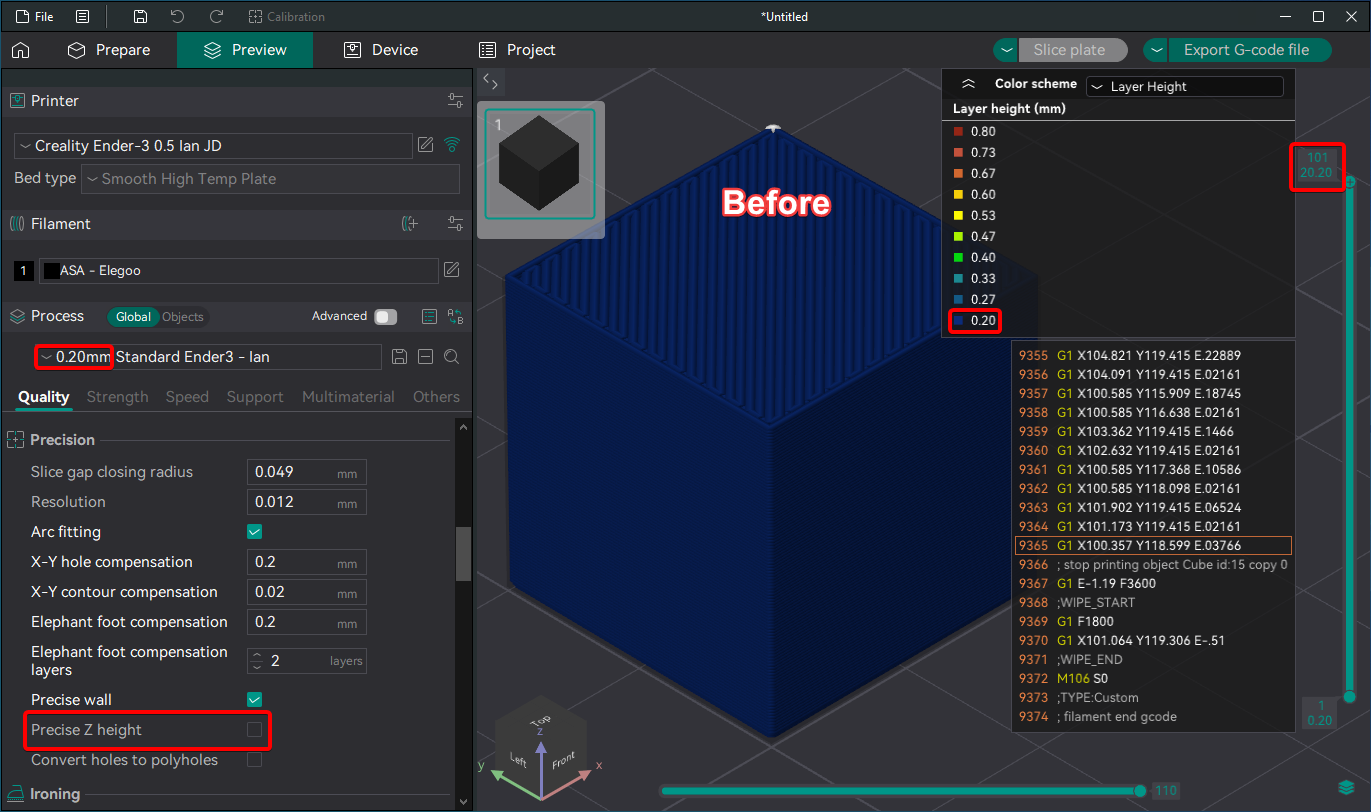 File
Calibration
*Untitled
Prepare
Preview
Device
Project
Slice plate
Export G-code file
Printer
Creality Ender-3 0.5 Ian JD
Bed type
Smooth High Temp Plate
Filament
1
ASA - Elegoo
Process
Global
Objects
Advanced
0.20mm Standard Ender3 - Ian
Quality
Strength
Speed
Support
Multimaterial
Others
Precision
Slice gap closing radius
0.049 mm
Resolution
0.012 mm
Arc fitting
X-Y hole compensation
0.2 mm
X-Y contour compensation
0.02 mm
Elephant foot compensation
0.2 mm
Elephant foot compensation
layers
2 layers
Precise wall
Precise Z height
Convert holes to polyholes
Ironing
1
Before
Color scheme
Layer Height
Layer height (mm)
0.80
0.73
0.67
0.60
0.53
0.47
0.40
0.33
0.27
0.20
101
20.20
9355 G1 X104.821 Y119.415 E.22889
9356 G1 X104.091 Y119.415 E.02161
9357 G1 X100.585 Y115.909 E.18745
9358 G1 X100.585 Y116.638 E.02161
9359 G1 X103.362 Y119.415 E.1466
9360 G1 X102.632 Y119.415 E.02161
9361 G1 X100.585 Y117.368 E.10586
9362 G1 X100.585 Y118.098 E.02161
9363 G1 X101.902 Y119.415 E.06524
9364 G1 X101.173 Y119.415 E.02161
9365 G1 X100.357 Y118.599 E.03766
9366 ; stop printing object Cube id:15 copy 0
9367 G1 E-1.19 F3600
9368 ;WIPE_START
9369 G1 F1800
9370 G1 X101.064 Y119.306 E-.51
9371 ;WIPE_END
9372 M106 S0
9373 ;TYPE:Custom
9374 ; filament end gcode
1
0.20
Top
z
Left
Front
y
x
110